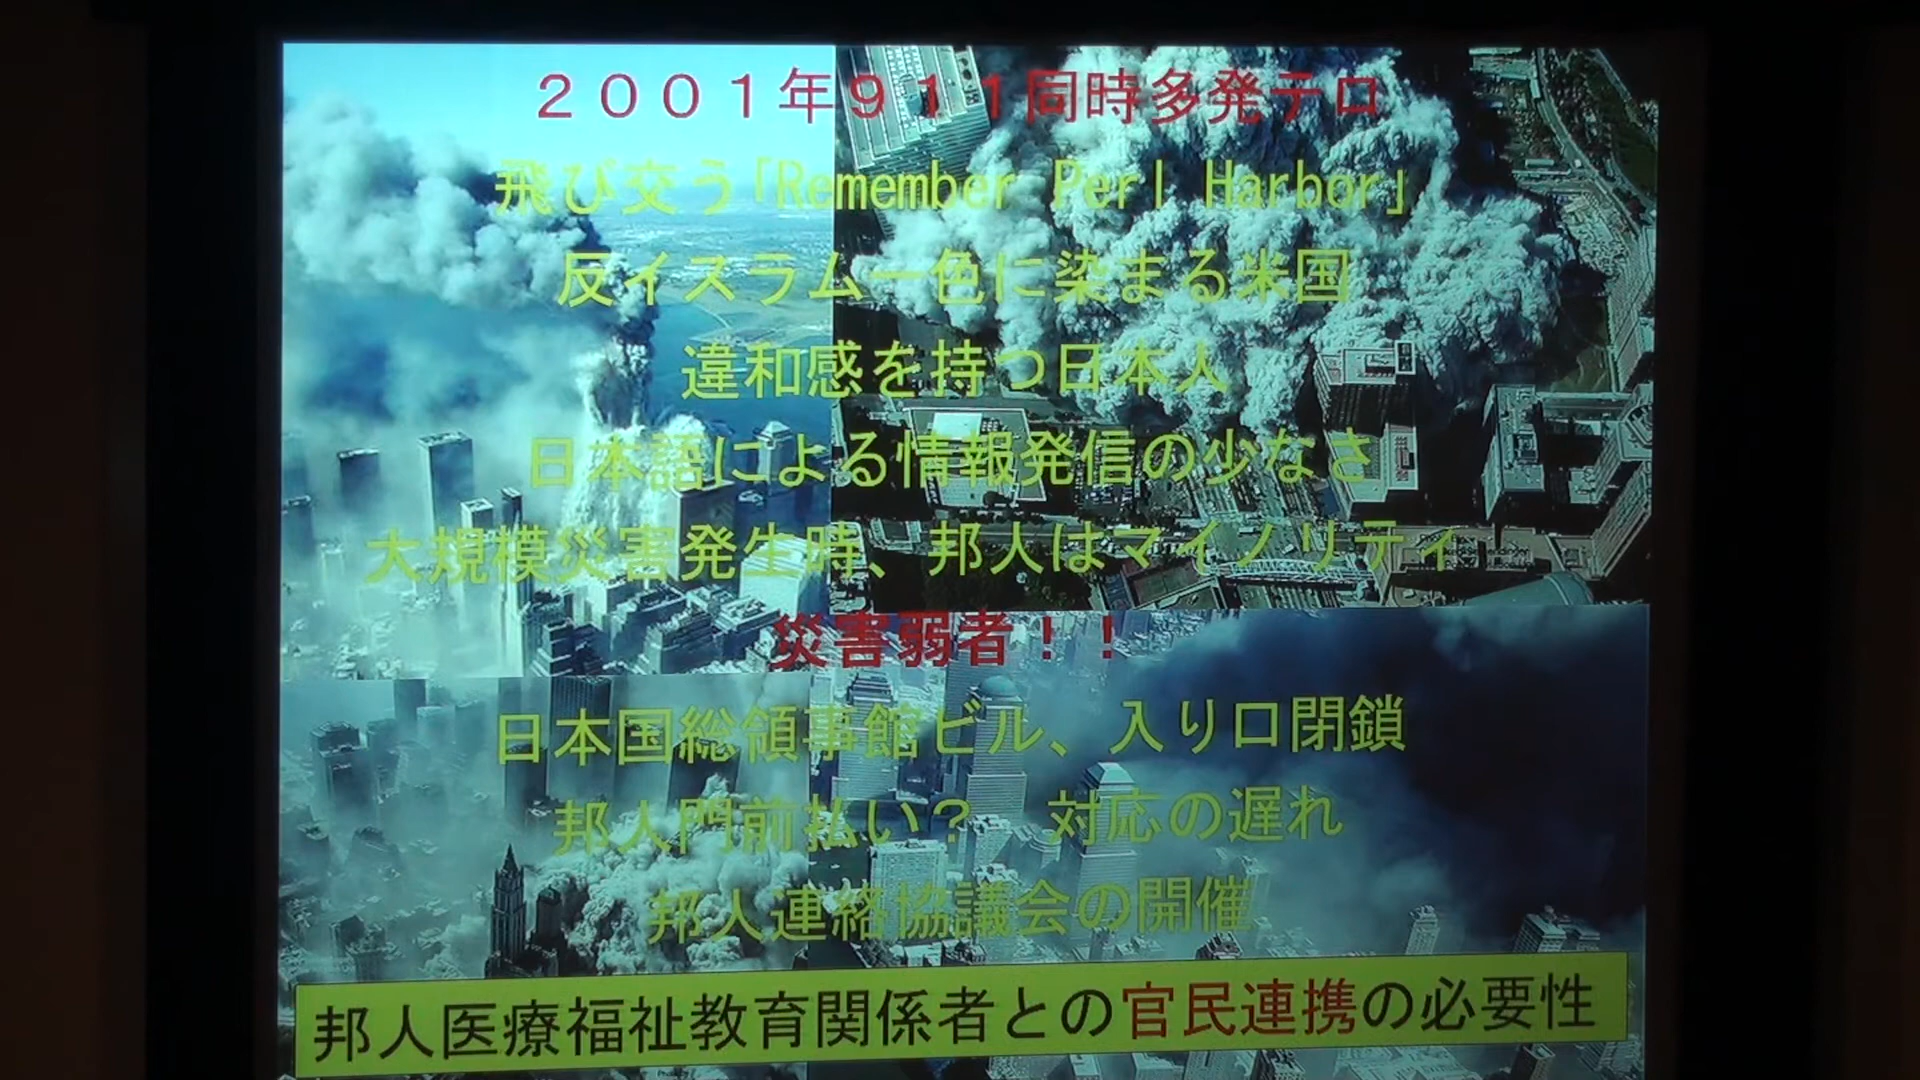 ２００１年９１１同時多発テロ
飛び交う「Remember Perl Harbor」
反イスラム一色に染まる米国
違和感を持つ日本人
日本語による情報発信の少なさ
大規模災害発生時、邦人はマイノリティ
災害弱者！！
日本国総領事館ビル、入り口閉鎖
邦人門前払い？　対応の遅れ
邦人連絡協議会の開催
邦人医療福祉教育関係者との官民連携の必要性